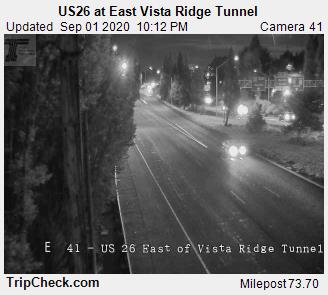 US26 at East Vista Ridge Tunnel
Updated Sep 01 2020 10:12 PM Camera 41
E 41 - US 26 East of Vista Ridge Tunnel
TripCheck.com Milepost 73.70